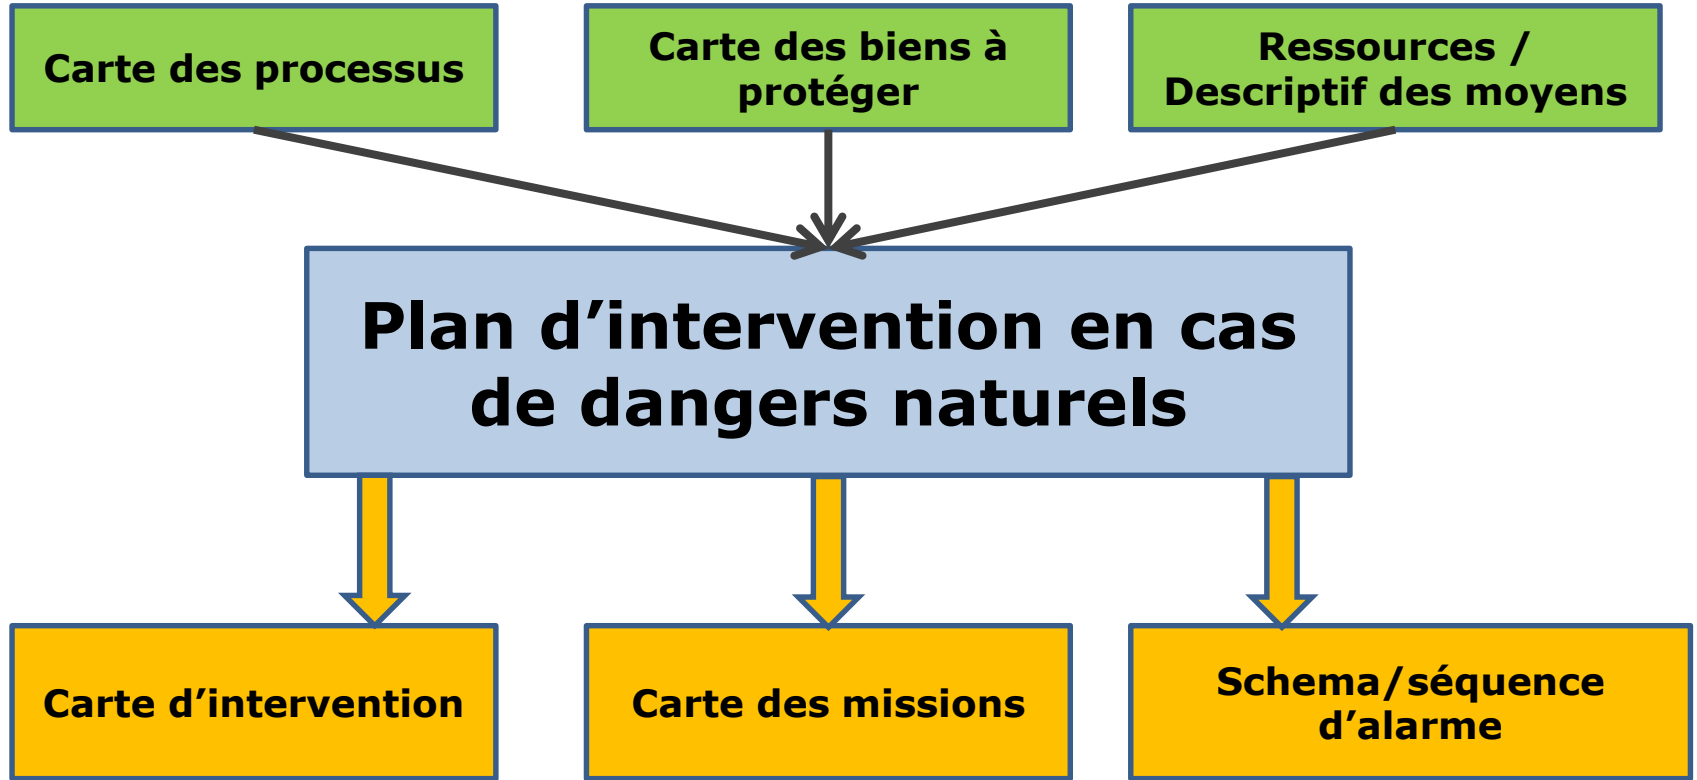 Carte des processus
Carte des biens à
protéger
Ressources /
Descriptif des moyens
Plan d’intervention en cas
de dangers naturels
Carte d’intervention
Carte des missions
Schema/séquence
d’alarme